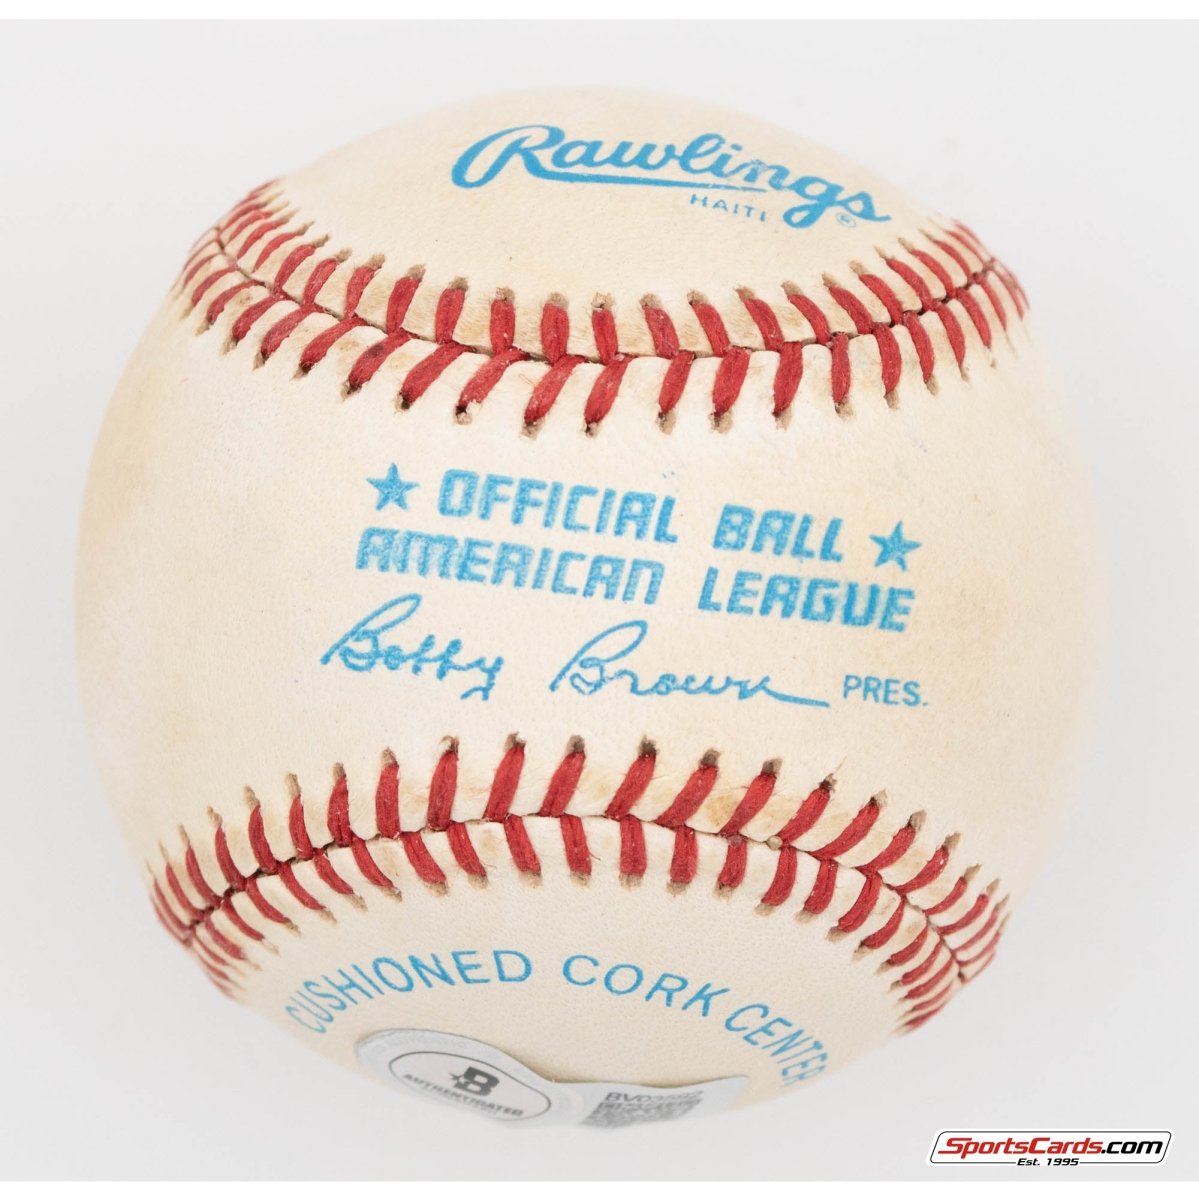 Rawlings ®
HAITI
★ OFFICIAL BALL ★
AMERICAN LEAGUE
Bobby Brown PRES.
CUSHIONED CORK CENTER
B
AUTHENTICATED
SportsCards.com
Est. 1995